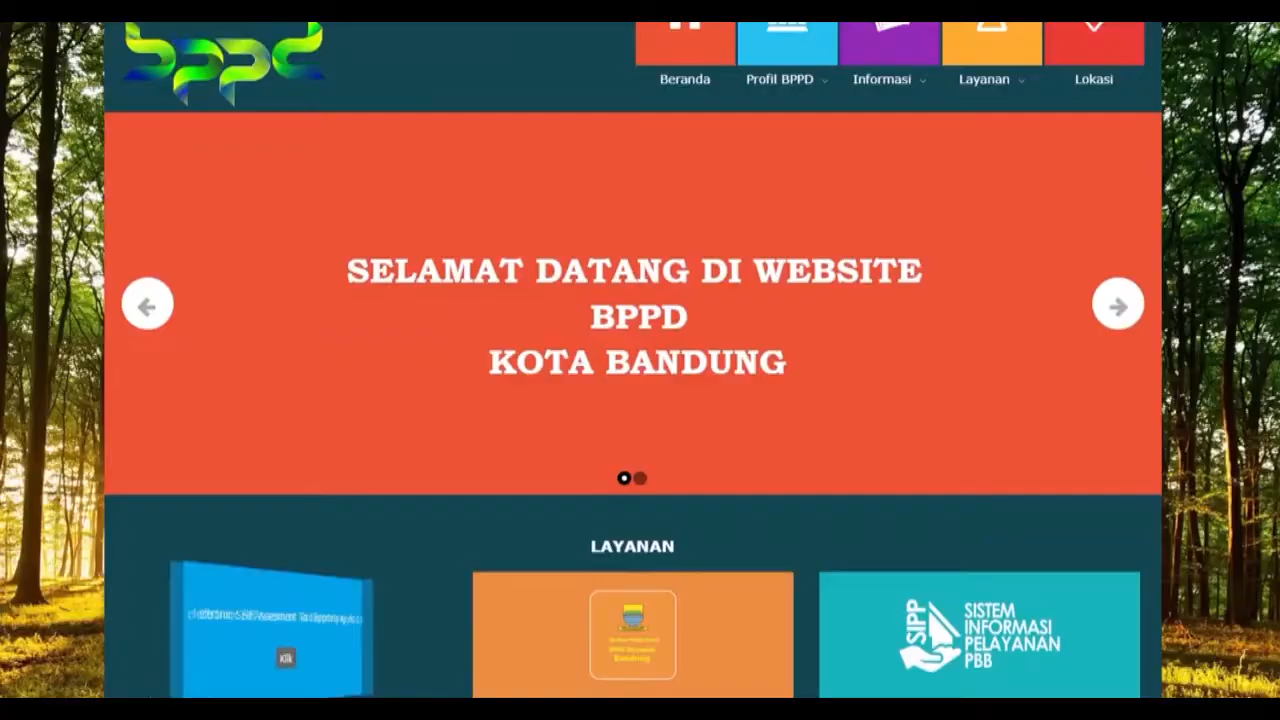 bppd
Beranda
Profil BPPD
Informasi
Layanan
Lokasi
SELAMAT DATANG DI WEBSITE
BPPD
KOTA BANDUNG
LAYANAN
Klik
Bandung
SIPP
SISTEM
INFORMASI
PELAYANAN
PBB